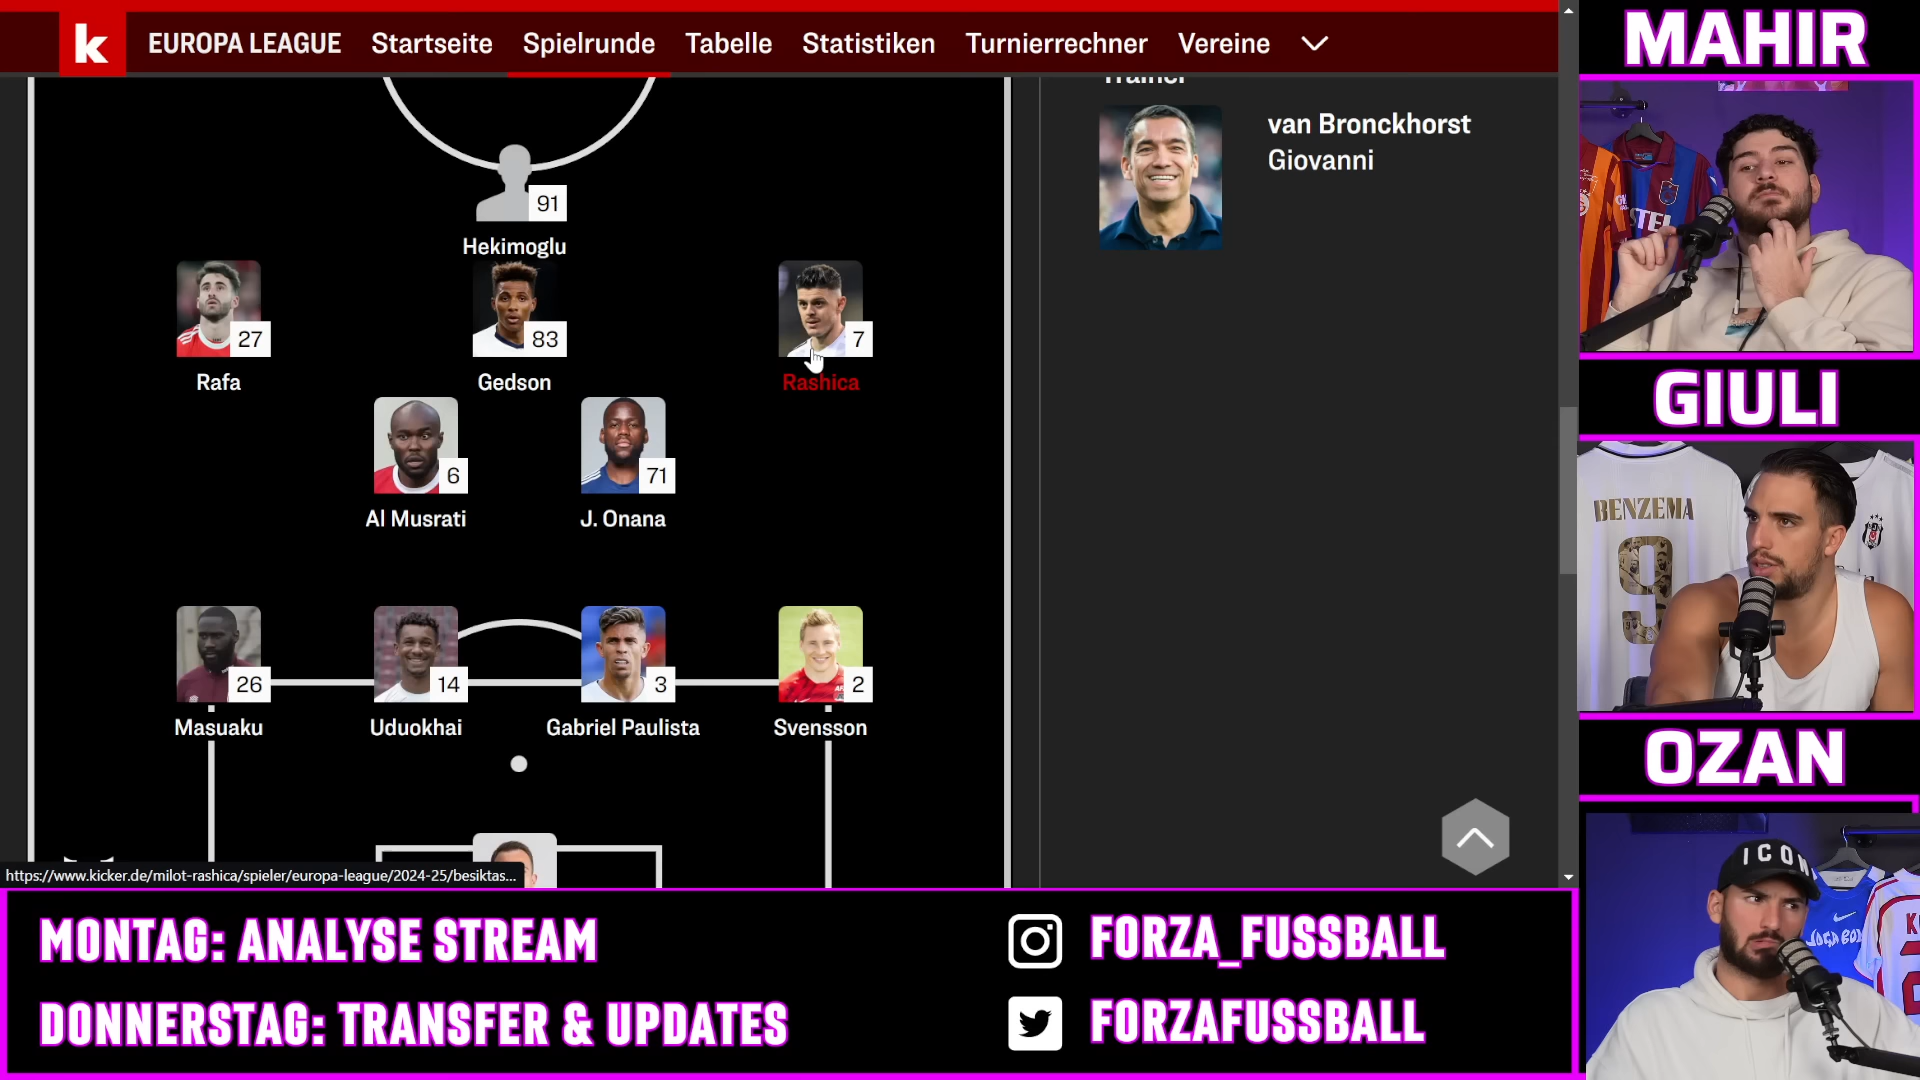 k EUROPA LEAGUE Startseite Spielrunde Tabelle Statistiken Turnierrechner Vereine
Trainer
van Bronckhorst
Giovanni
91
Hekimoglu
27
83
7
Rafa
Gedson
Rashica
6
71
Al Musrati
J. Onana
26
14
3
2
Masuaku
Uduokhai
Gabriel Paulista
Svensson
https://www.kicker.de/milot-rashica/spieler/europa-league/2024-25/besiktas...
MAHIR
GIULI
BENZEMA
9
OZAN
ICON
MONTAG: ANALYSE STREAM
DONNERSTAG: TRANSFER & UPDATES
FORZA_FUSSBALL
FORZAFUSSBALL